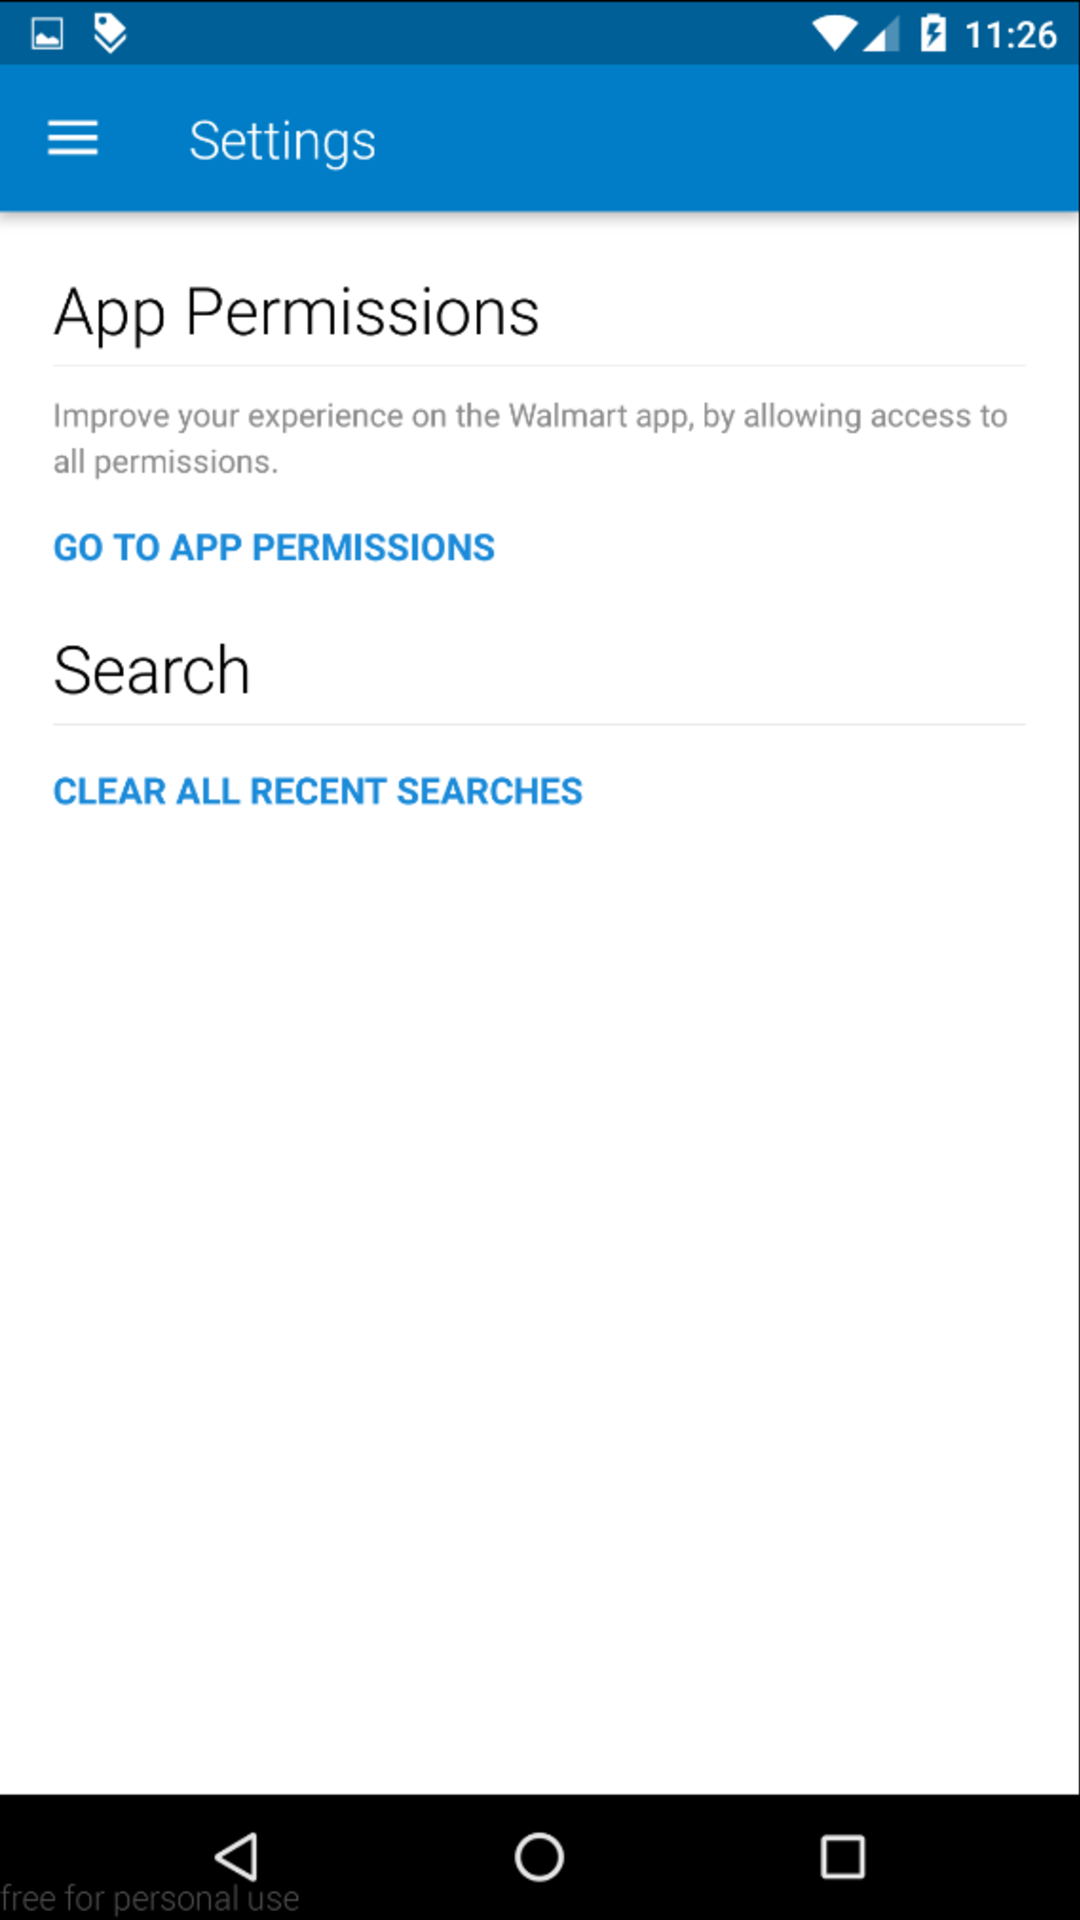 11:26
Settings
App Permissions
Improve your experience on the Walmart app, by allowing access to
all permissions.
GO TO APP PERMISSIONS
Search
CLEAR ALL RECENT SEARCHES
free for personal use